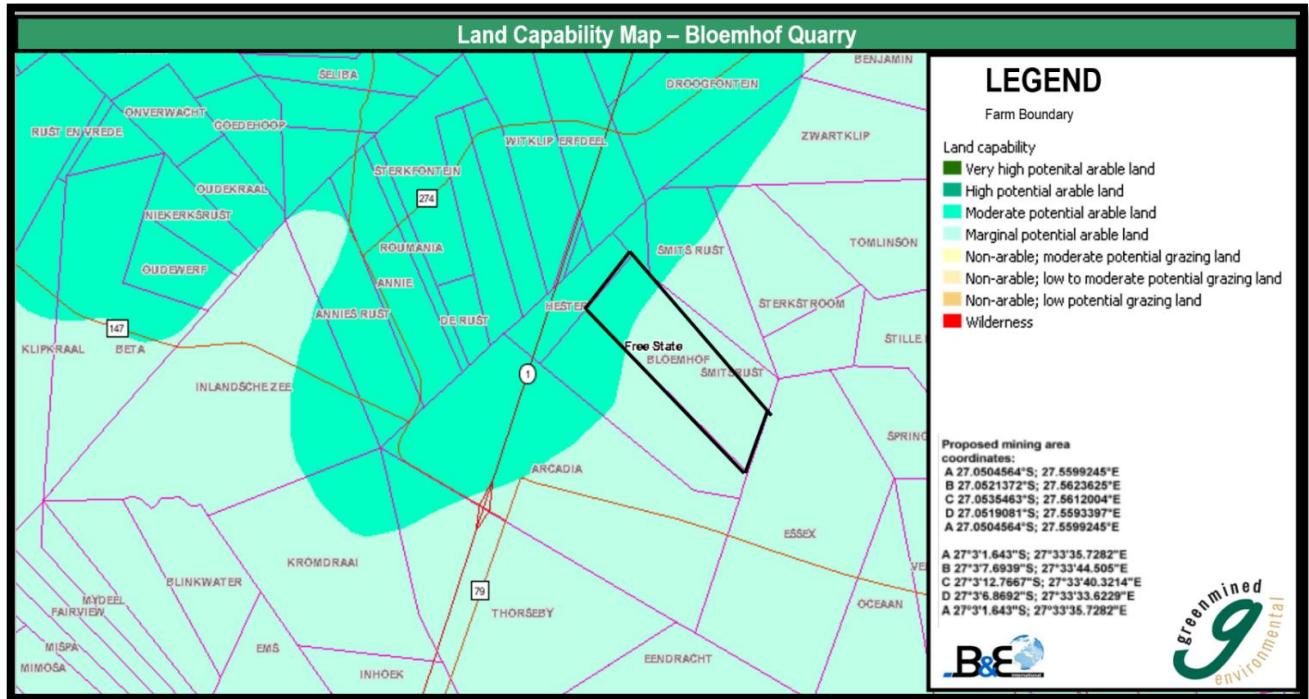 Land Capability Map – Bloemhof Quarry
BENJAMIN
SELIBA
DROOGFONTEIN
ONVERWACHT
GOEDEHOOP
RUST EN VREDE
WITKLIP ERFDEEL
ZWARTKLIP
STERKFONTEIN
OUDEKRAAL
274
NIEKERKSRUST
ROUMANIA
SMITS RUST
TOMLINSON
OUDEWERF
ANNIE
STERKSTROOM
HESTER
ANNIES RUST
DE RUST
147
Free State
STILLE
KLIPKRAAL
BETA
BLOEMHOF
SMITSRUST
1
INLANDSCHE ZEE
SPRING
ARCADIA
ESSEX
KROMDRAAI
VE
BLINKWATER
79
MYDEEL
FAIRVIEW
THORSEBY
OCEAAN
MISPA
EMS
EENDRACHT
MIMOSA
INHOEK
LEGEND
Farm Boundary
Land capability
Very high potenital arable land
High potential arable land
Moderate potential arable land
Marginal potential arable land
Non-arable; moderate potential grazing land
Non-arable; low to moderate potential grazing land
Non-arable; low potential grazing land
Wilderness
Proposed mining area
coordinates:
A 27.0504564°S; 27.5599245°E
B 27.0521372°S; 27.5623625°E
C 27.0535463°S; 27.5612004°E
D 27.0519081°S; 27.5593397°E
A 27.0504564°S; 27.5599245°E
A 27°3'1.643"S; 27°33'35.7282"E
B 27°3'7.6939"S; 27°33'44.505"E
C 27°3'12.7667"S; 27°33'40.3214"E
D 27°3'6.8692"S; 27°33'33.6229"E
A 27°3'1.643"S; 27°33'35.7282"E
B&E
International
greenmined
g
environmental